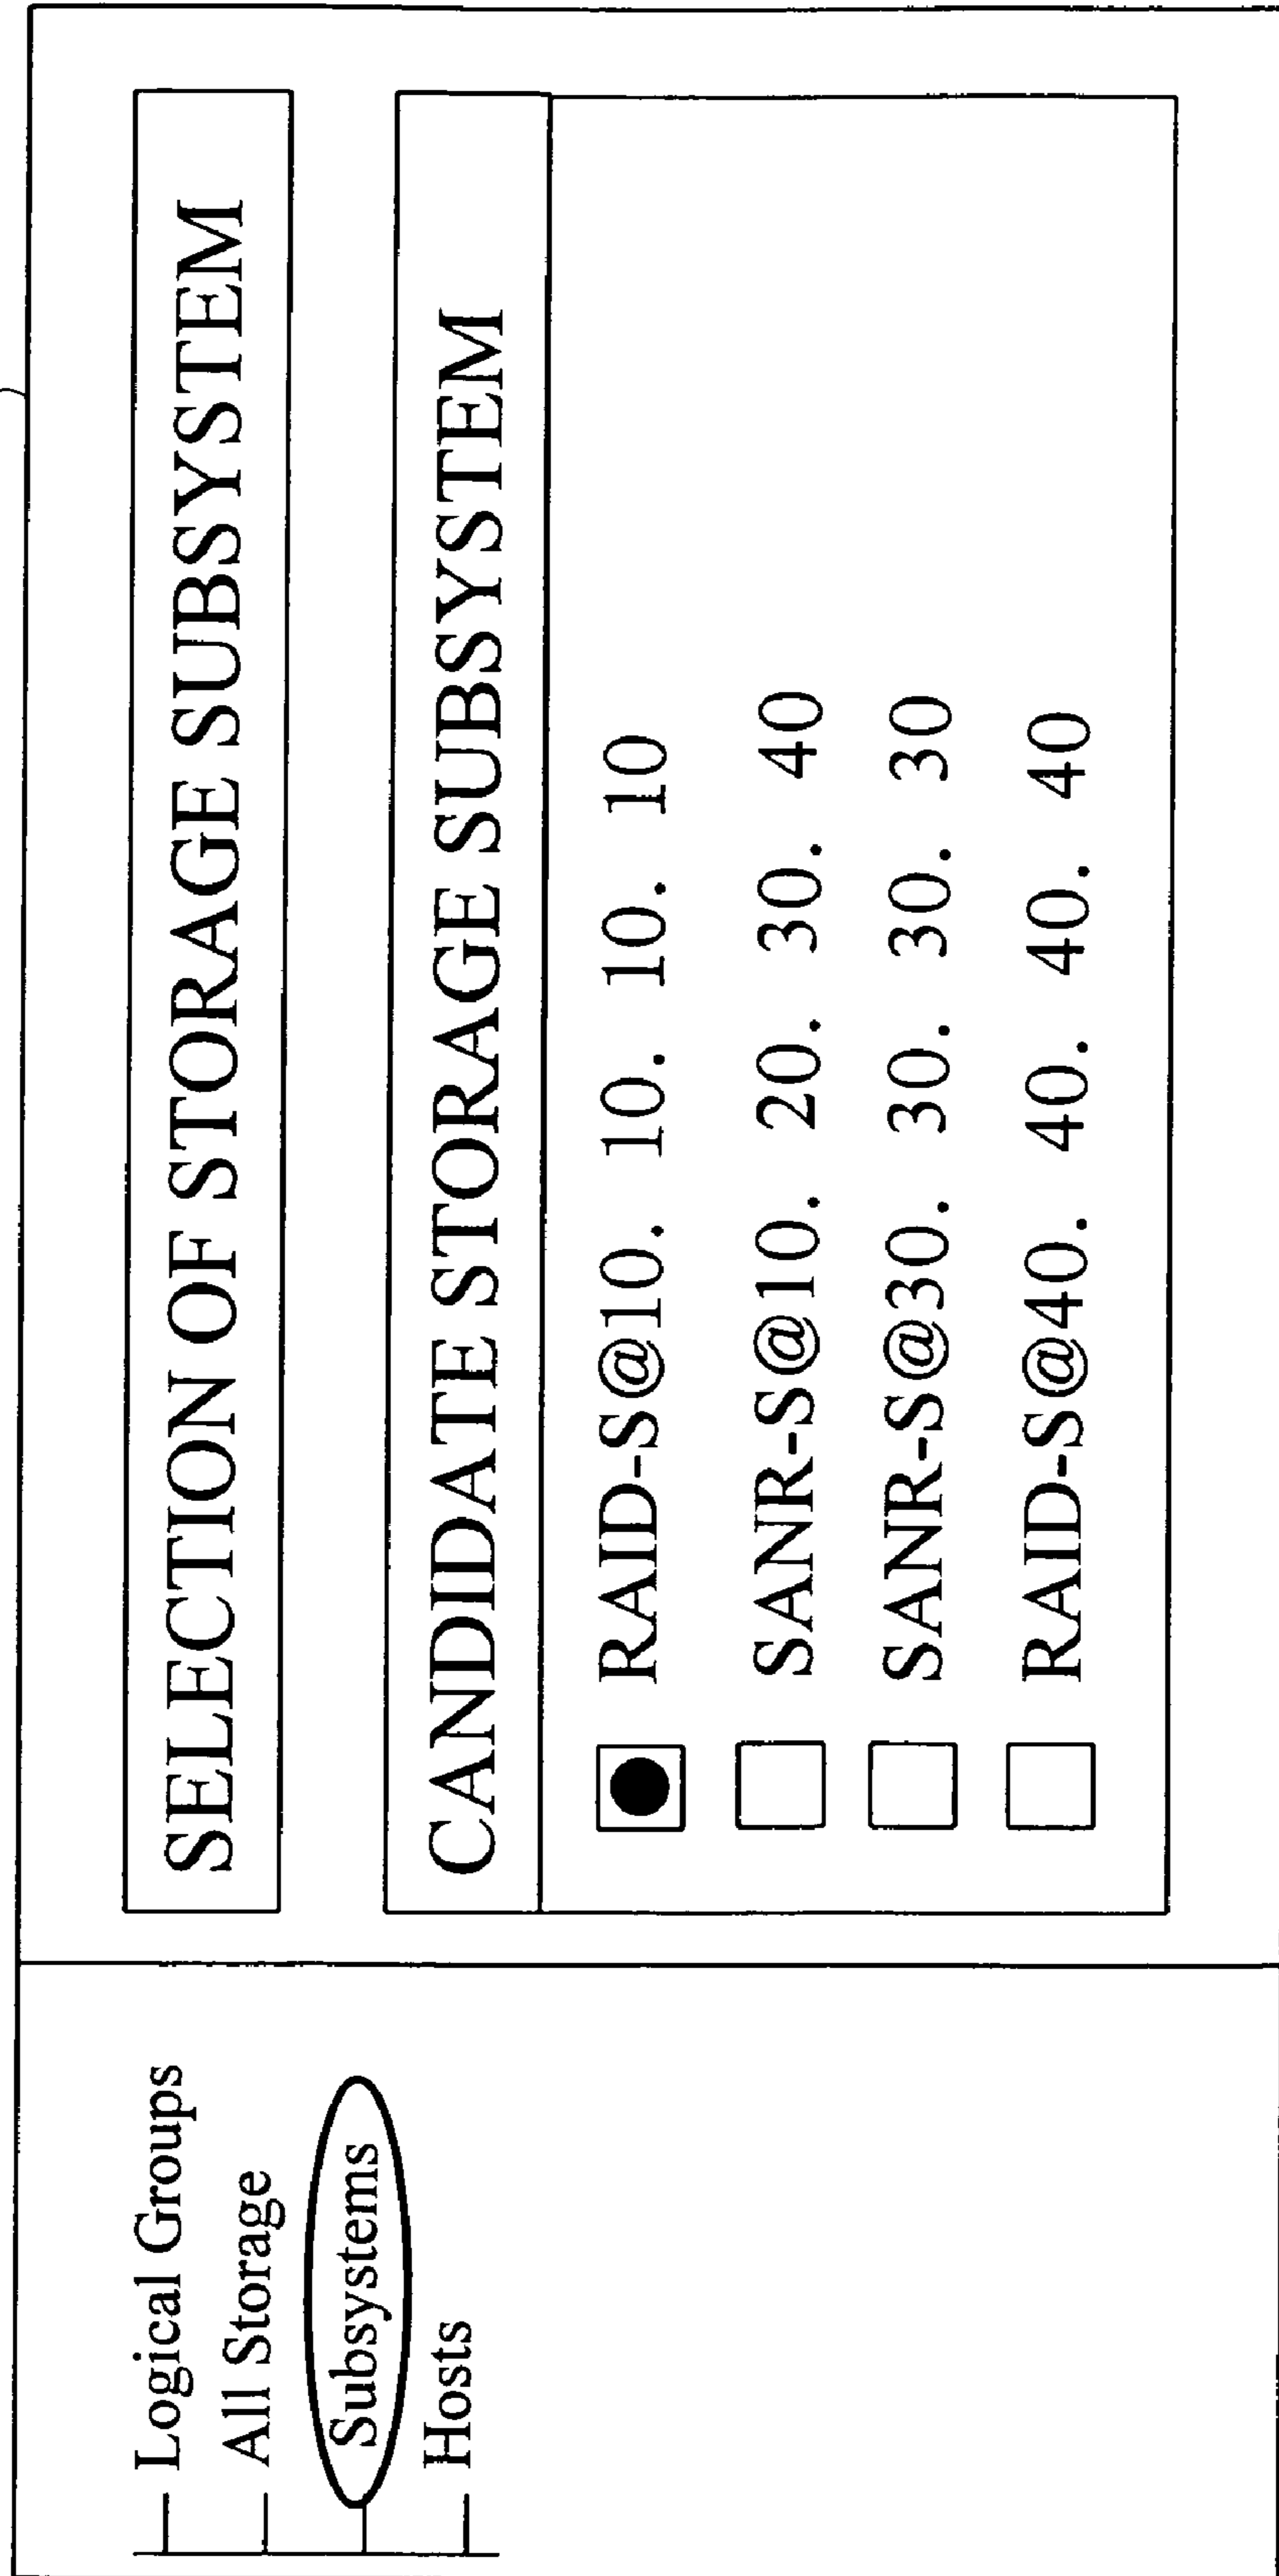 Logical Groups
All Storage
Subsystems
Hosts
SELECTION OF STORAGE SUBSYSTEM
CANDIDATE STORAGE SUBSYSTEM
RAID-S@10. 10. 10. 10
SANR-S@10. 20. 30. 40
SANR-S@30. 30. 30. 30
RAID-S@40. 40. 40. 40